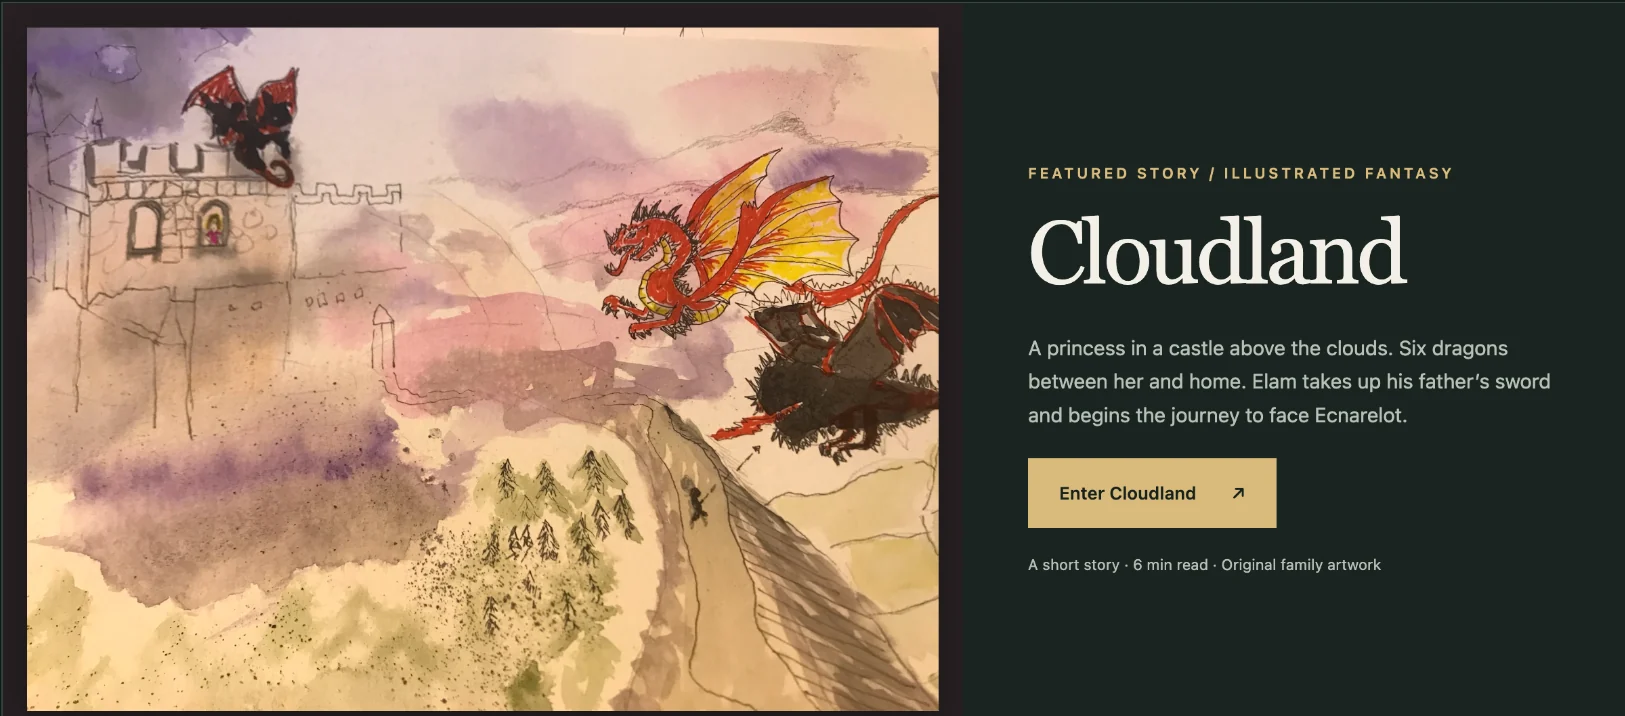 FEATURED STORY / ILLUSTRATED FANTASY
Cloudland
A princess in a castle above the clouds. Six dragons
between her and home. Elam takes up his father’s sword
and begins the journey to face Ecnarelot.
Enter Cloudland ↗
A short story · 6 min read · Original family artwork